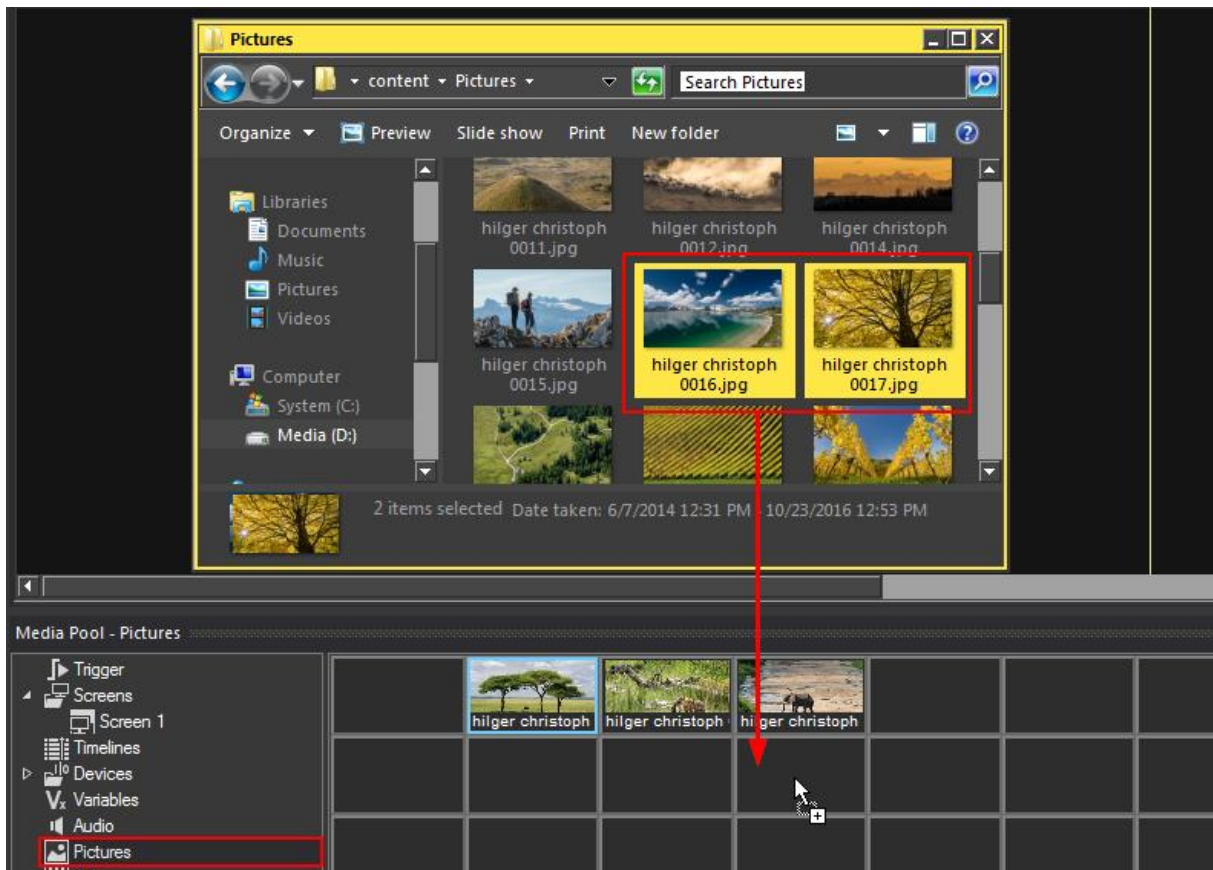 Pictures
content Pictures
Search Pictures
Organize Preview Slide show Print New folder
Libraries
Documents
Music
Pictures
Videos
Computer
System (C:)
Media (D:)
hilger christoph
0011.jpg
hilger christoph
0012.jpg
hilger christoph
0014.jpg
hilger christoph
0015.jpg
hilger christoph
0016.jpg
hilger christoph
0017.jpg
2 items selected Date taken: 6/7/2014 12:31 PM - 10/23/2016 12:53 PM
Media Pool - Pictures
Trigger
Screens
Screen 1
Timelines
Devices
Variables
Audio
Pictures
hilger christoph
hilger christoph
hilger christoph